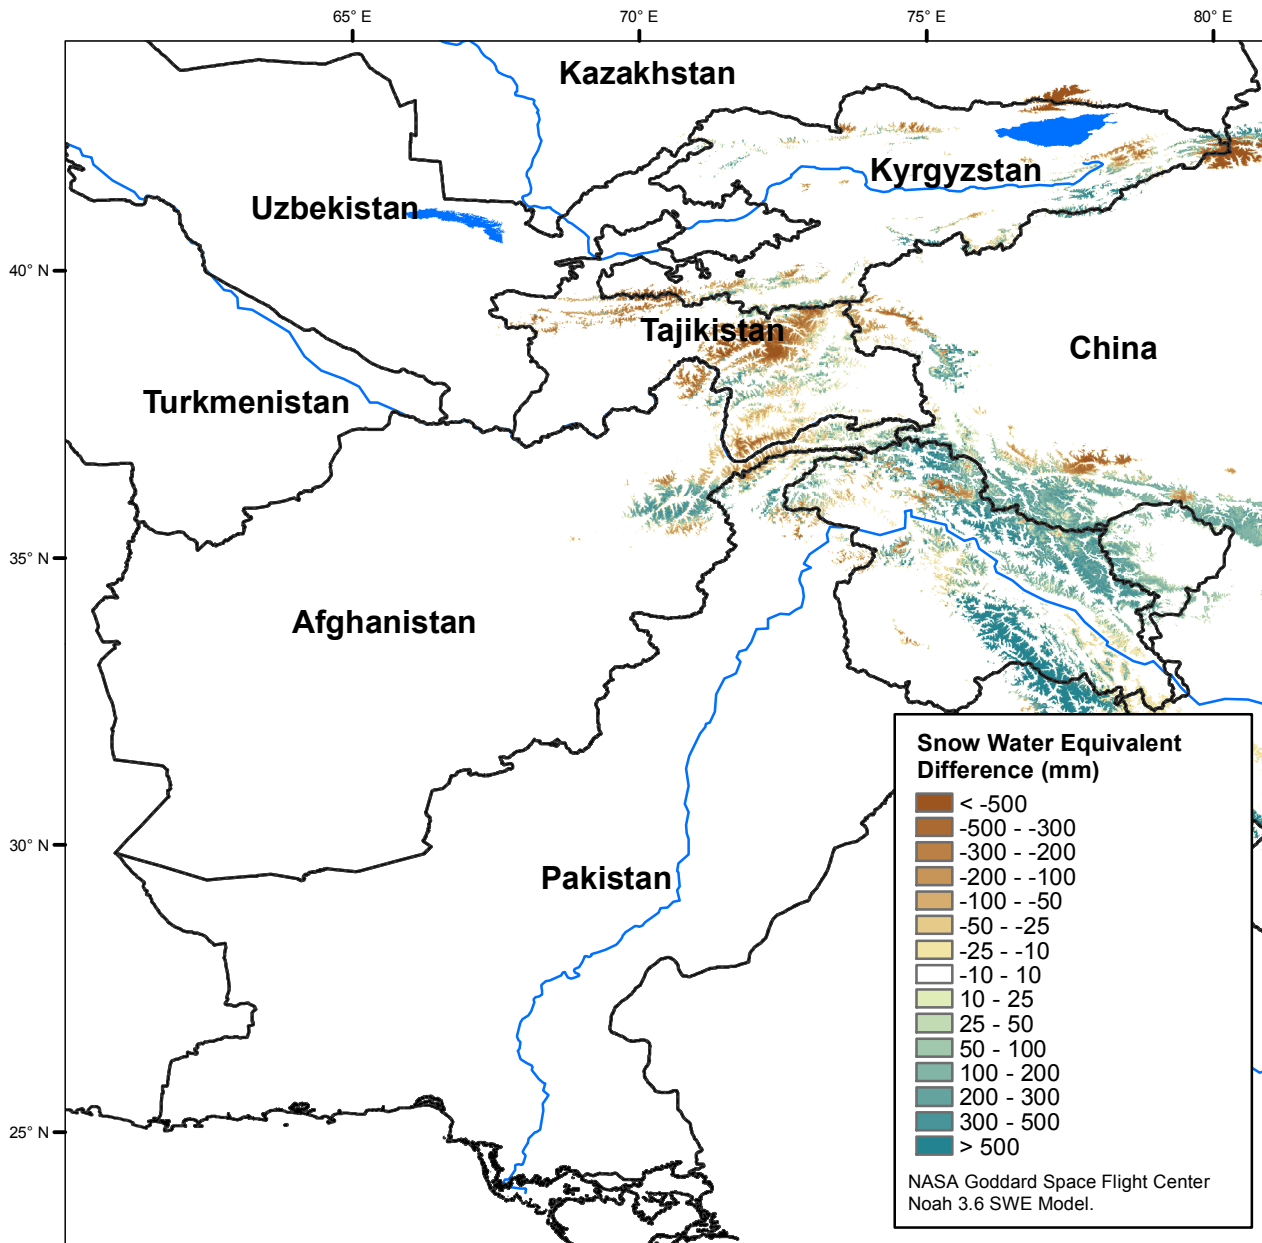 65° E
70° E
75° E
80° E
Kazakhstan
Kyrgyzstan
Uzbekistan
40° N
Tajikistan
China
Turkmenistan
35° N
Afghanistan
Snow Water Equivalent
Difference (mm)
< -500
-500 - -300
-300 - -200
-200 - -100
-100 - -50
-50 - -25
-25 - -10
-10 - 10
10 - 25
25 - 50
50 - 100
100 - 200
200 - 300
300 - 500
> 500
30° N
Pakistan
25° N
NASA Goddard Space Flight Center
Noah 3.6 SWE Model.